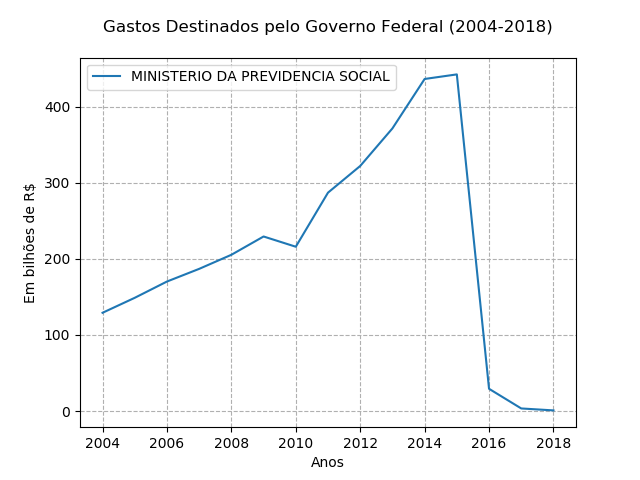 Gastos Destinados pelo Governo Federal (2004-2018)
MINISTERIO DA PREVIDENCIA SOCIAL
Em bilhões de R$
400
300
200
100
0
2004 2006 2008 2010 2012 2014 2016 2018
Anos